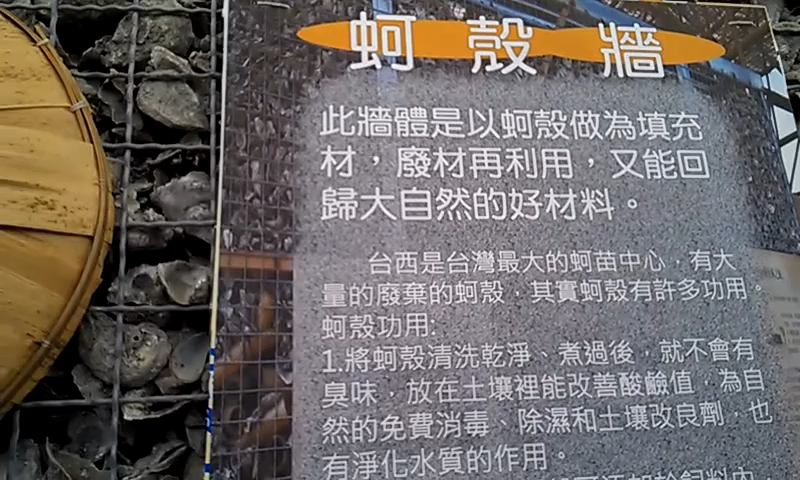 蚵殼牆
此牆體是以蚵殼做為填充
材，廢材再利用，又能回
歸大自然的好材料。
台西是台灣最大的蚵苗中心，有大
量的廢棄的蚵殼，其實蚵殼有許多功用。
蚵殼功用:
1.將蚵殼清洗乾淨、煮過後，就不會有
臭味，放在土壤裡能改善酸鹼值，為自
然的免費消毒、除濕和土壤改良劑，也
有淨化水質的作用。